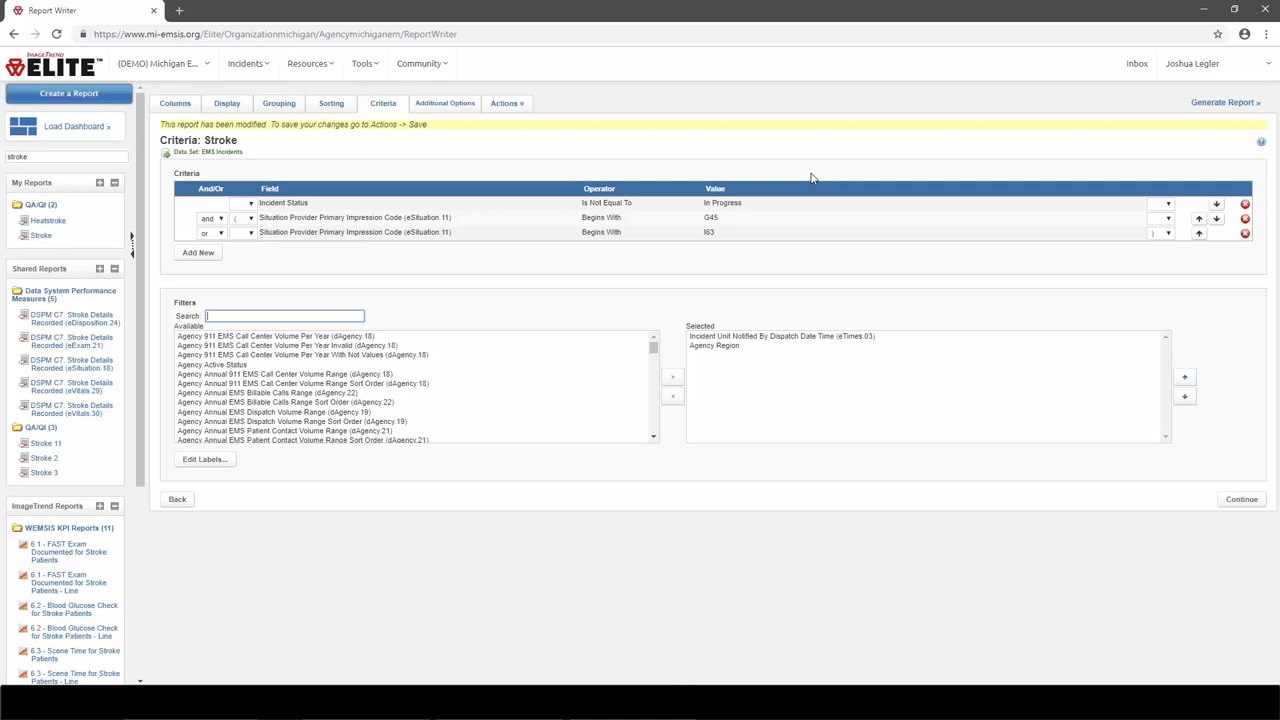 Report Writer
https://www.mi-emsis.org/Elite/Organizationmichigan/Agencymichiganem/ReportWriter
IMAGETREND
ELITE™
(DEMO) Michigan E...
Incidents
Resources
Tools
Community
Inbox
Joshua Legler
Create a Report
Load Dashboard »
stroke
My Reports
QA/QI (2)
Heatstroke
Stroke
Shared Reports
Data System Performance
Measures (5)
DSPM C7. Stroke Details
Recorded (eDisposition.24)
DSPM C7. Stroke Details
Recorded (eExam.21)
DSPM C7. Stroke Details
Recorded (eSituation.18)
DSPM C7. Stroke Details
Recorded (eVitals.29)
DSPM C7. Stroke Details
Recorded (eVitals.30)
QA/QI (3)
Stroke 11
Stroke 2
Stroke 3
ImageTrend Reports
WEMSIS KPI Reports (11)
6.1 - FAST Exam
Documented for Stroke
Patients
6.1 - FAST Exam
Documented for Stroke
Patients - Line
6.2 - Blood Glucose Check
for Stroke Patients
6.2 - Blood Glucose Check
for Stroke Patients - Line
6.3 - Scene Time for Stroke
Patients
6.3 - Scene Time for Stroke
Patients - Line
Columns
Display
Grouping
Sorting
Criteria
Additional Options
Actions
Generate Report »
This report has been modified. To save your changes go to Actions -> Save
Criteria: Stroke
Data Set: EMS Incidents
Criteria
And/Or Field Operator Value
Incident Status Is Not Equal To In Progress
and ( Situation Provider Primary Impression Code (eSituation.11) Begins With G45
or Situation Provider Primary Impression Code (eSituation.11) Begins With I63 )
Add New
Filters
Search:
Available
Agency 911 EMS Call Center Volume Per Year (dAgency.18)
Agency 911 EMS Call Center Volume Per Year Invalid (dAgency.18)
Agency 911 EMS Call Center Volume Per Year With Not Values (dAgency.18)
Agency Active Status
Agency Annual 911 EMS Call Center Volume Range (dAgency.18)
Agency Annual 911 EMS Call Center Volume Range Sort Order (dAgency.18)
Agency Annual EMS Billable Calls Range (dAgency.22)
Agency Annual EMS Billable Calls Range Sort Order (dAgency.22)
Agency Annual EMS Dispatch Volume Range (dAgency.19)
Agency Annual EMS Dispatch Volume Range Sort Order (dAgency.19)
Agency Annual EMS Patient Contact Volume Range (dAgency.21)
Agency Annual EMS Patient Contact Volume Range Sort Order (dAgency.21)
>
<
Selected
Incident Unit Notified By Dispatch Date Time (eTimes.03)
Agency Region
Edit Labels...
Back
Continue